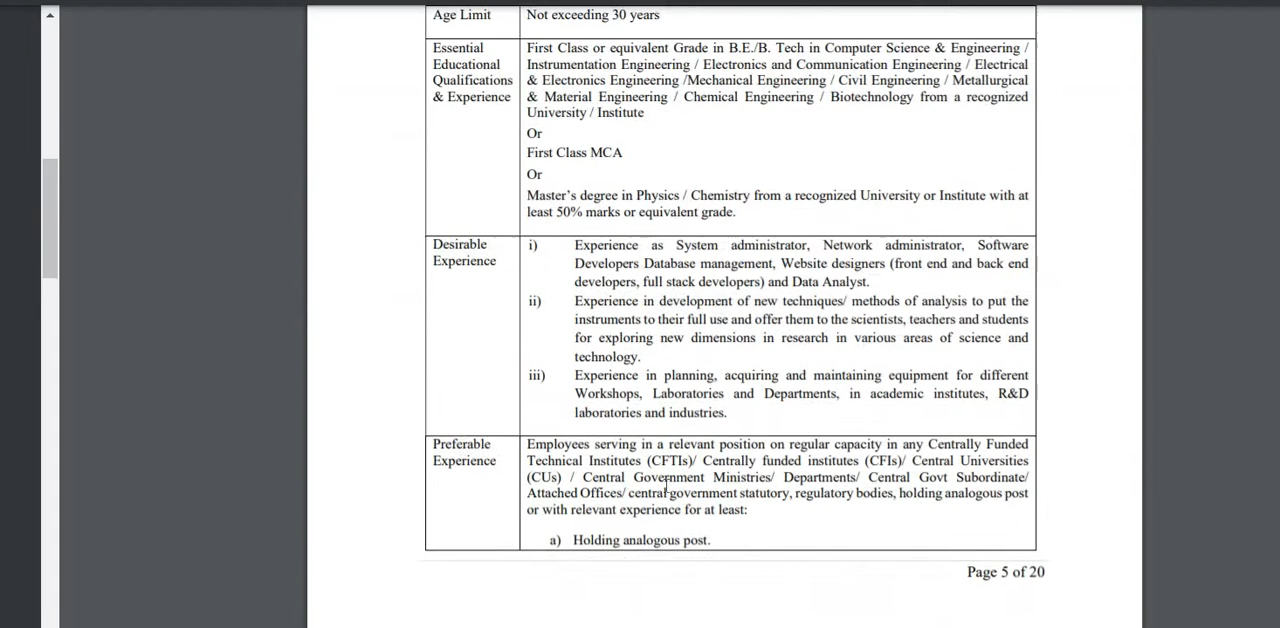 Age Limit Not exceeding 30 years
Essential Educational Qualifications & Experience
First Class or equivalent Grade in B.E./B. Tech in Computer Science & Engineering /
Instrumentation Engineering / Electronics and Communication Engineering / Electrical
& Electronics Engineering /Mechanical Engineering / Civil Engineering / Metallurgical
& Material Engineering / Chemical Engineering / Biotechnology from a recognized
University / Institute
Or
First Class MCA
Or
Master's degree in Physics / Chemistry from a recognized University or Institute with at
least 50% marks or equivalent grade.
Desirable Experience
i) Experience as System administrator, Network administrator, Software
Developers Database management, Website designers (front end and back end
developers, full stack developers) and Data Analyst.
ii) Experience in development of new techniques/ methods of analysis to put the
instruments to their full use and offer them to the scientists, teachers and students
for exploring new dimensions in research in various areas of science and
technology.
iii) Experience in planning, acquiring and maintaining equipment for different
Workshops, Laboratories and Departments, in academic institutes, R&D
laboratories and industries.
Preferable Experience
Employees serving in a relevant position on regular capacity in any Centrally Funded
Technical Institutes (CFTIs)/ Centrally funded institutes (CFIs)/ Central Universities
(CUs) / Central Government Ministries/ Departments/ Central Govt Subordinate/
Attached Offices/ central government statutory, regulatory bodies, holding analogous post
or with relevant experience for at least:
a) Holding analogous post.
Page 5 of 20